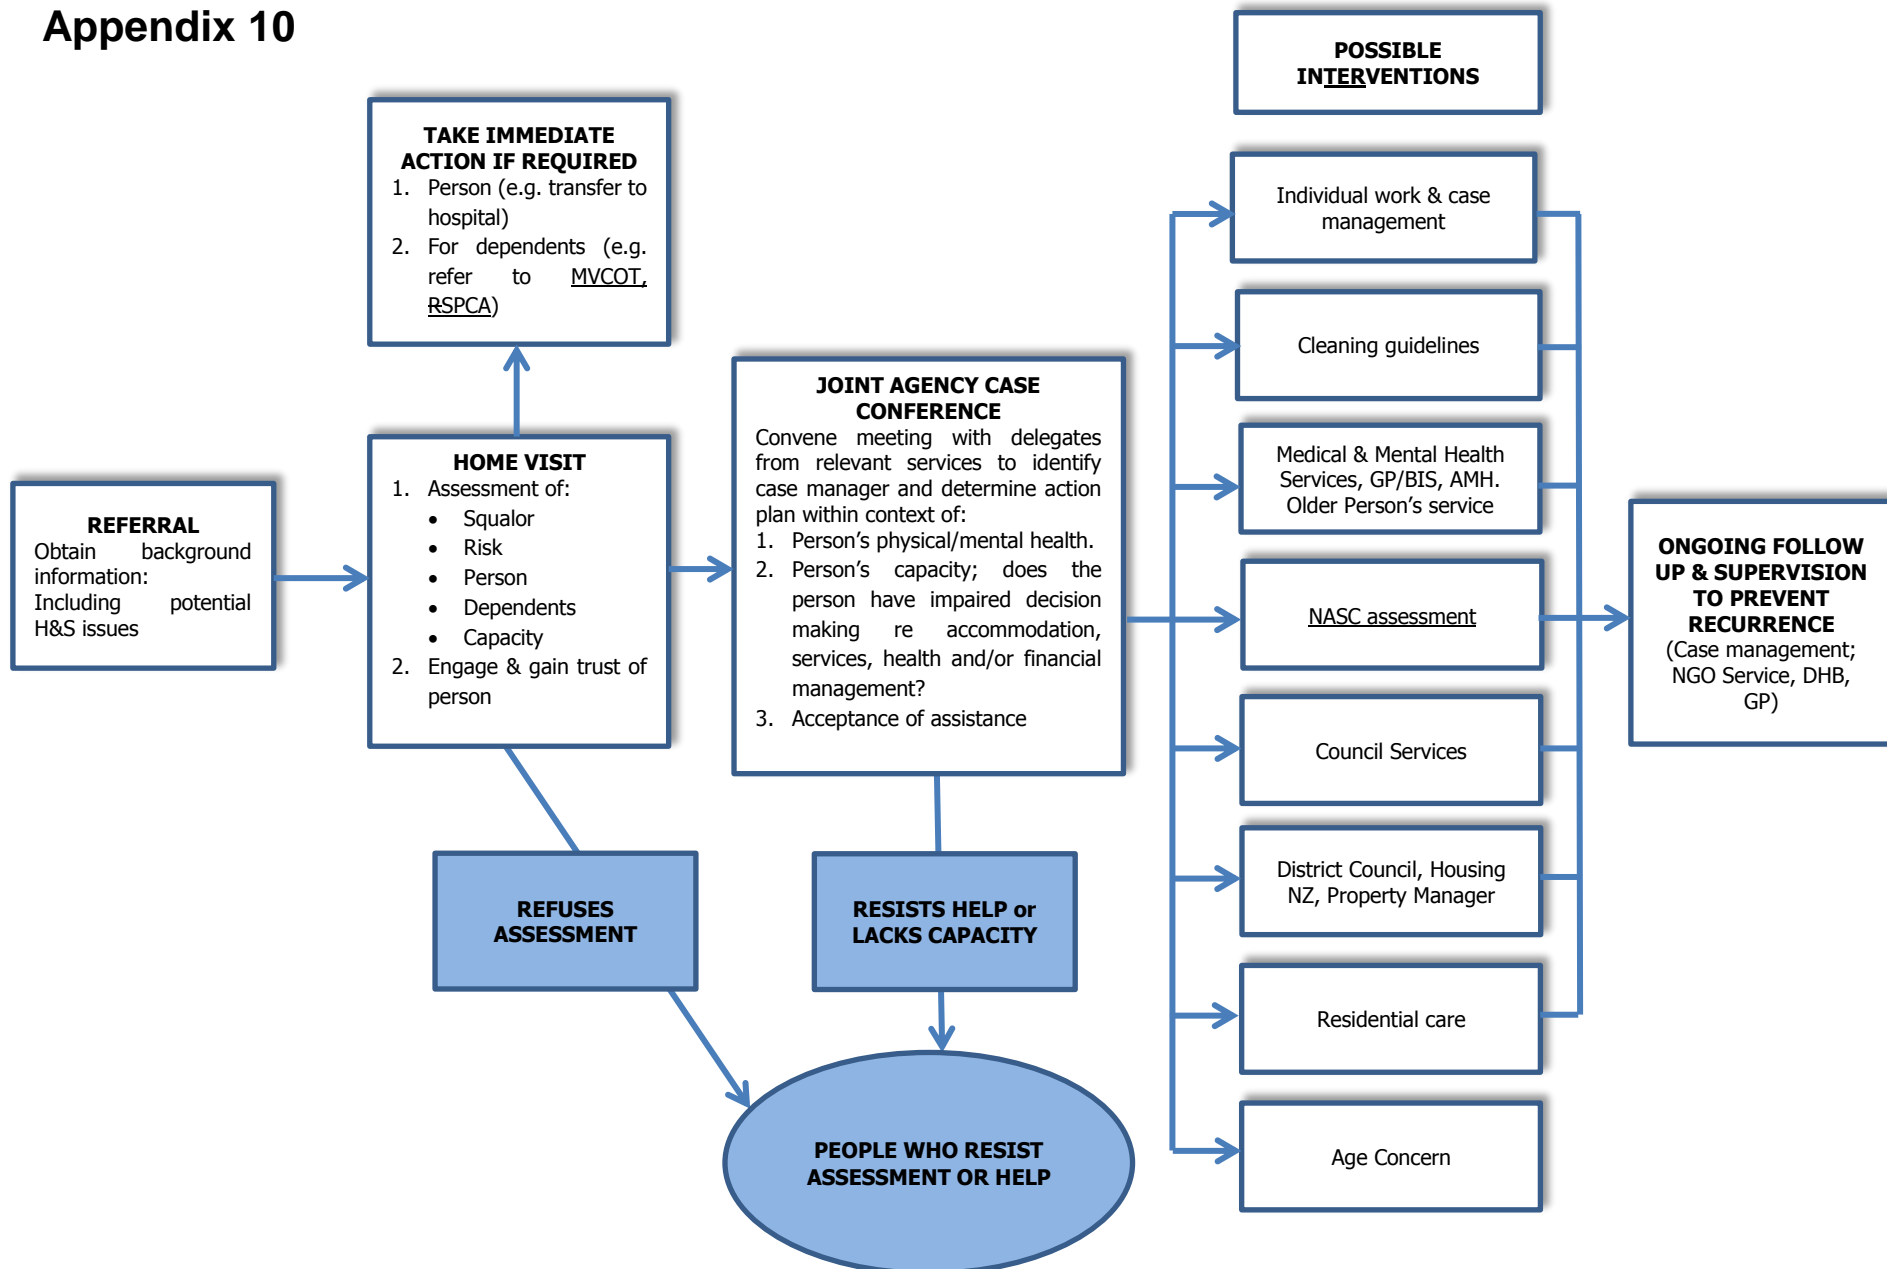 Appendix 10
POSSIBLE
INTERVENTIONS
TAKE IMMEDIATE
ACTION IF REQUIRED
1. Person (e.g. transfer to
hospital)
2. For dependents (e.g.
refer to MVCOT,
RSPCA)
REFERRAL
Obtain background
information:
Including potential
H&S issues
HOME VISIT
1. Assessment of:
• Squalor
• Risk
• Person
• Dependents
• Capacity
2. Engage & gain trust of
person
JOINT AGENCY CASE
CONFERENCE
Convene meeting with delegates
from relevant services to identify
case manager and determine action
plan within context of:
1. Person's physical/mental health.
2. Person's capacity; does the
person have impaired decision
making re accommodation,
services, health and/or financial
management?
3. Acceptance of assistance
REFUSES
ASSESSMENT
RESISTS HELP or
LACKS CAPACITY
PEOPLE WHO RESIST
ASSESSMENT OR HELP
Individual work & case
management
Cleaning guidelines
Medical & Mental Health
Services, GP/BIS, AMH.
Older Person's service
NASC assessment
Council Services
District Council, Housing
NZ, Property Manager
Residential care
Age Concern
ONGOING FOLLOW
UP & SUPERVISION
TO PREVENT
RECURRENCE
(Case management;
NGO Service, DHB,
GP)